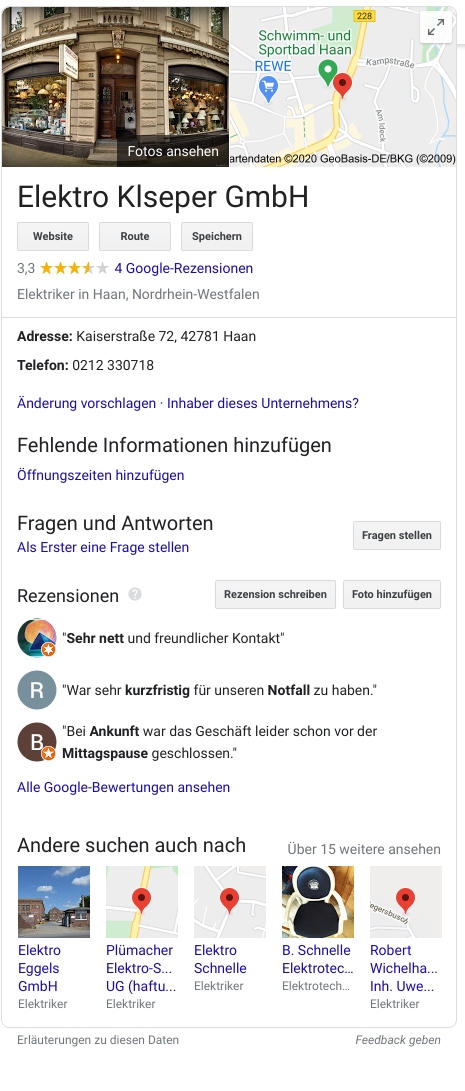 228
Schwimm- und
Sportbad Haan
REWE
Kampstraße
Am Ideck
Fotos ansehen
artendaten ©2020 GeoBasis-DE/BKG (©2009)
Elektro Klseper GmbH
Website
Route
Speichern
3,3 4 Google-Rezensionen
Elektriker in Haan, Nordrhein-Westfalen
Adresse: Kaiserstraße 72, 42781 Haan
Telefon: 0212 330718
Änderung vorschlagen · Inhaber dieses Unternehmens?
Fehlende Informationen hinzufügen
Öffnungszeiten hinzufügen
Fragen und Antworten
Fragen stellen
Als Erster eine Frage stellen
Rezensionen ?
Rezension schreiben
Foto hinzufügen
"Sehr nett und freundlicher Kontakt"
R
"War sehr kurzfristig für unseren Notfall zu haben."
B
"Bei Ankunft war das Geschäft leider schon vor der
Mittagspause geschlossen."
Alle Google-Bewertungen ansehen
Andere suchen auch nach
Über 15 weitere ansehen
egersbusch
Elektro
Eggels
GmbH
Elektriker
Plümacher
Elektro-S...
UG (haftu...
Elektriker
Elektro
Schnelle
Elektriker
B. Schnelle
Elektrotec...
Elektrotech...
Robert
Wichelha...
Inh. Uwe...
Elektriker
Erläuterungen zu diesen Daten
Feedback geben